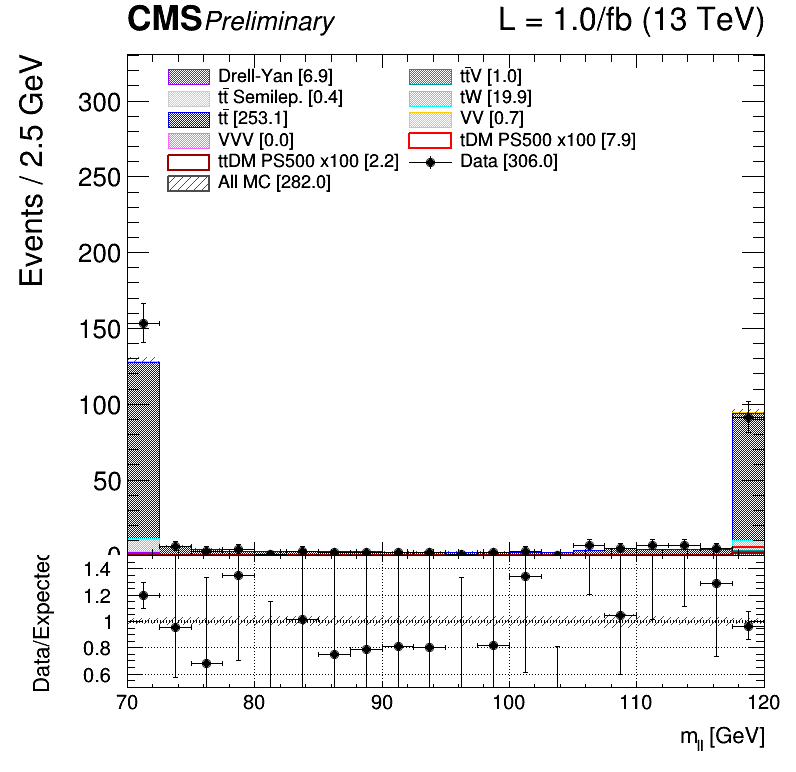 CMS Preliminary L = 1.0/fb (13 TeV)
Events / 2.5 GeV
Drell-Yan [6.9] tt̄V [1.0]
tt̄ Semilep. [0.4] tW [19.9]
tt̄ [253.1] VV [0.7]
VVV [0.0] tDM PS500 x100 [7.9]
ttDM PS500 x100 [2.2] Data [306.0]
All MC [282.0]
300
250
200
150
100
50
0
Data/Expected
1.4
1.2
1
0.8
0.6
70 80 90 100 110 120
m_ll [GeV]